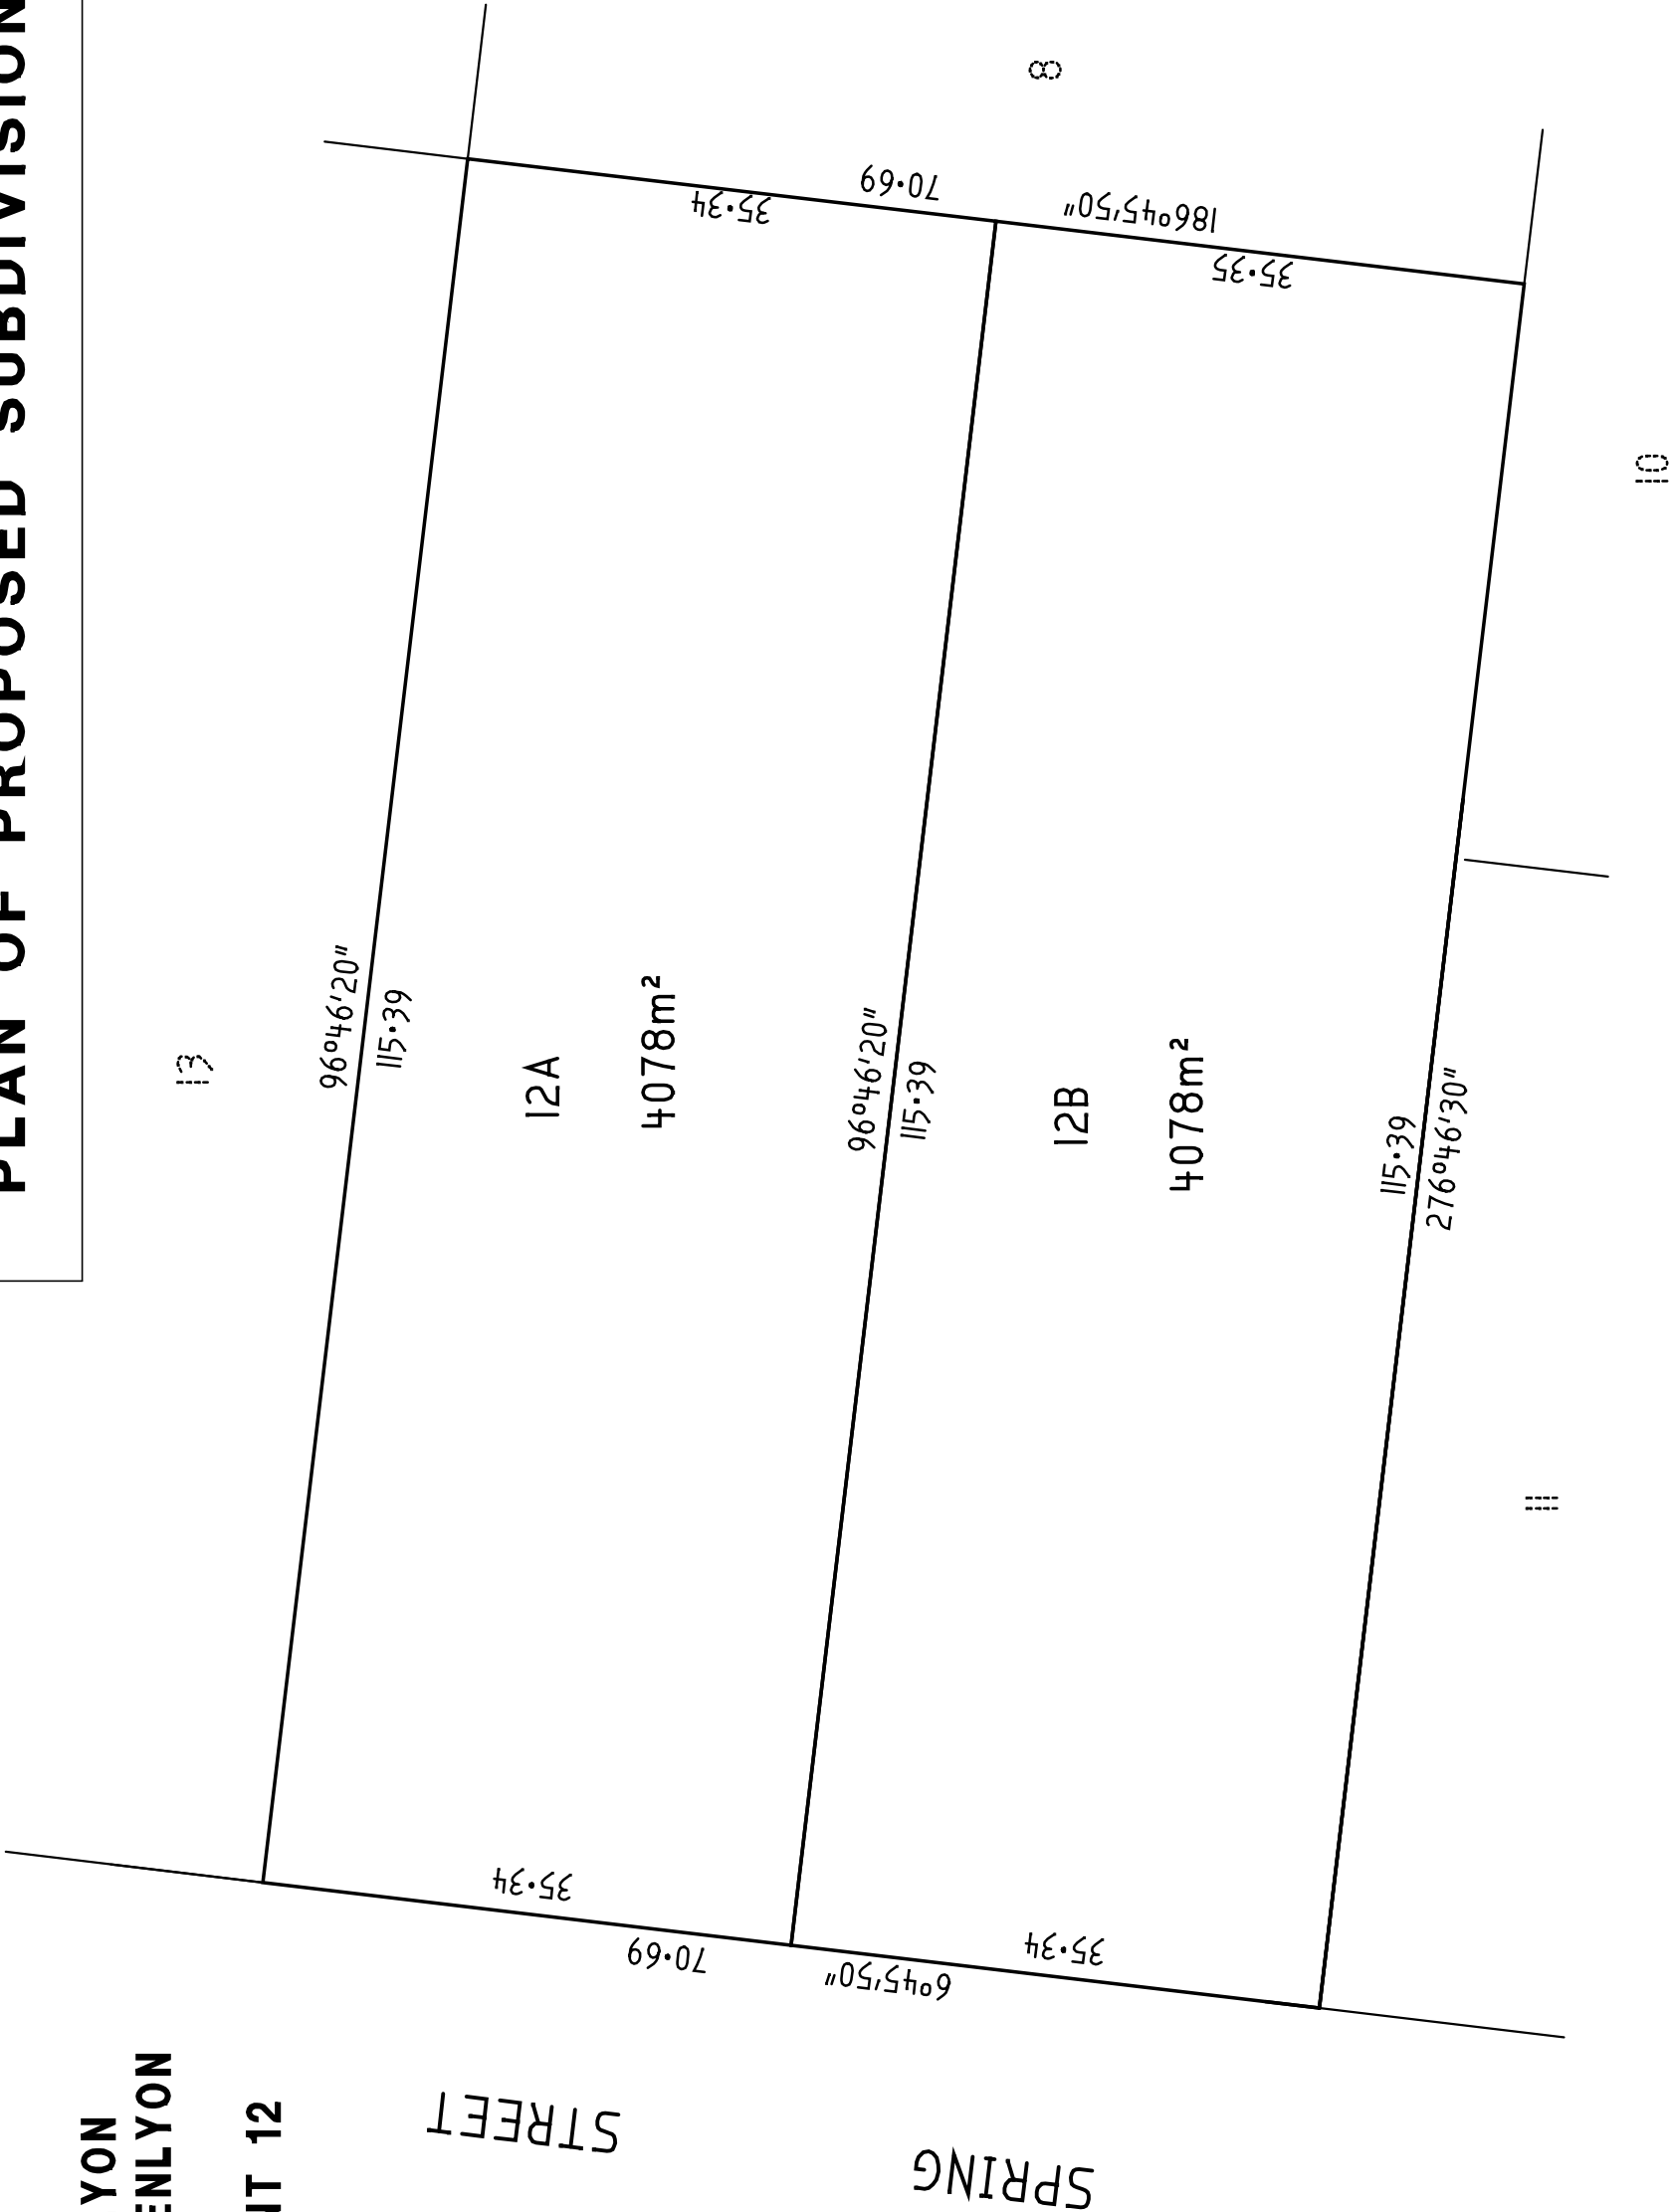 PLAN OF PROPOSED SUBDIVISION
YON
ENLYON
NT 12
13
96°46'20"
115·39
12A
4078m²
96°46'20"
115·39
12B
4078m²
115·39
276°46'30"
8
70·69
35·34
186°45'50"
35·35
10
11
35·34
70·69
35·34
6°45'50"
SPRING
STREET